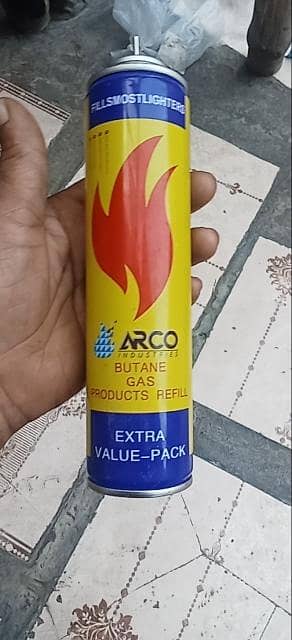 FILLSMOSTLIGHTERS
ARCO
INDUSTRIES
BUTANE
GAS
PRODUCTS REFILL
EXTRA
VALUE-PACK